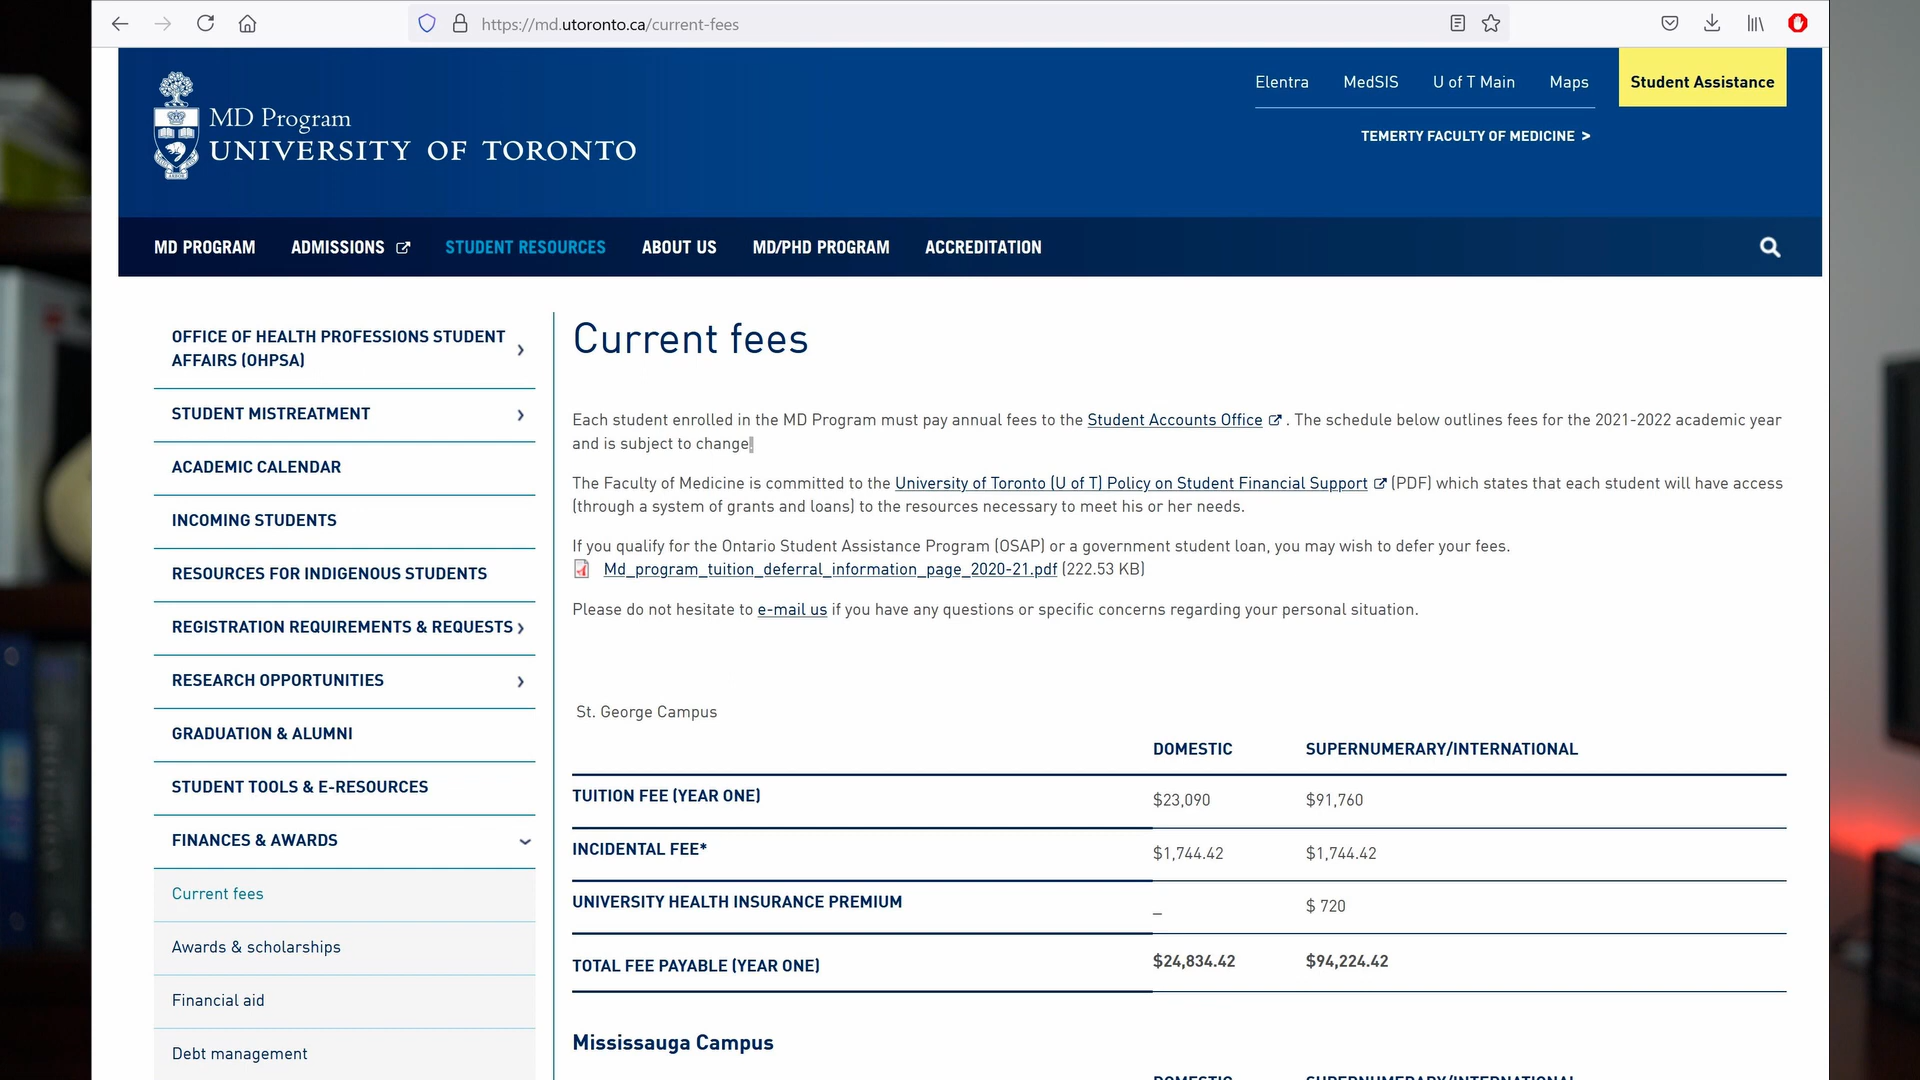 https://md.utoronto.ca/current-fees
Elentra MedSIS U of T Main Maps Student Assistance
TEMERTY FACULTY OF MEDICINE >
MD Program
UNIVERSITY OF TORONTO
MD PROGRAM ADMISSIONS STUDENT RESOURCES ABOUT US MD/PHD PROGRAM ACCREDITATION
OFFICE OF HEALTH PROFESSIONS STUDENT
AFFAIRS (OHPSA)
STUDENT MISTREATMENT
ACADEMIC CALENDAR
INCOMING STUDENTS
RESOURCES FOR INDIGENOUS STUDENTS
REGISTRATION REQUIREMENTS & REQUESTS
RESEARCH OPPORTUNITIES
GRADUATION & ALUMNI
STUDENT TOOLS & E-RESOURCES
FINANCES & AWARDS
Current fees
Awards & scholarships
Financial aid
Debt management
Current fees
Each student enrolled in the MD Program must pay annual fees to the Student Accounts Office . The schedule below outlines fees for the 2021-2022 academic year
and is subject to change.
The Faculty of Medicine is committed to the University of Toronto (U of T) Policy on Student Financial Support (PDF) which states that each student will have access
(through a system of grants and loans) to the resources necessary to meet his or her needs.
If you qualify for the Ontario Student Assistance Program (OSAP) or a government student loan, you may wish to defer your fees.
Md_program_tuition_deferral_information_page_2020-21.pdf (222.53 KB)
Please do not hesitate to e-mail us if you have any questions or specific concerns regarding your personal situation.
St. George Campus
DOMESTIC SUPERNUMERARY/INTERNATIONAL
TUITION FEE (YEAR ONE) $23,090 $91,760
INCIDENTAL FEE* $1,744.42 $1,744.42
UNIVERSITY HEALTH INSURANCE PREMIUM _ $ 720
TOTAL FEE PAYABLE (YEAR ONE) $24,834.42 $94,224.42
Mississauga Campus
DOMESTIC SUPERNUMERARY/INTERNATIONAL